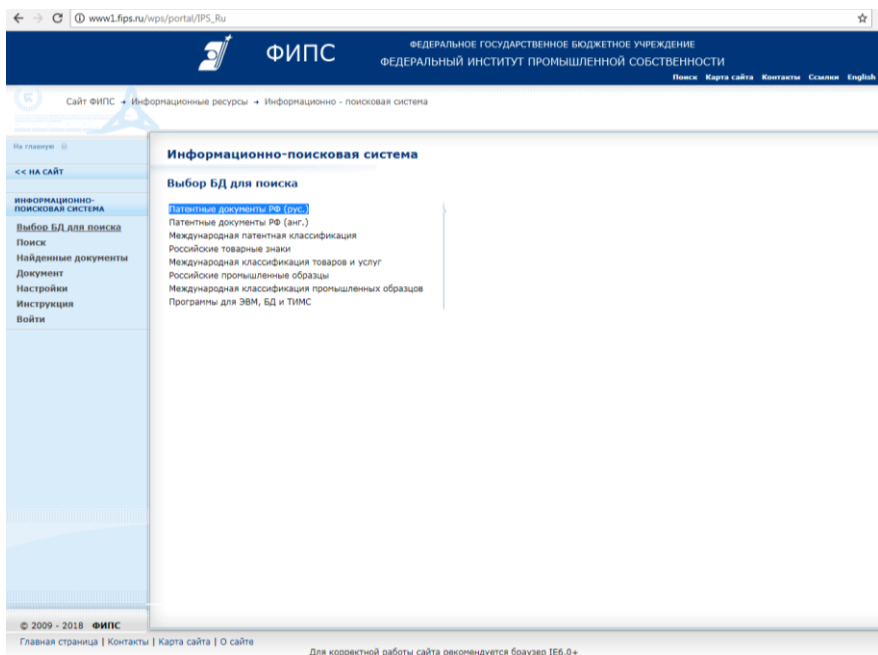 www1.fips.ru/wps/portal/IPS_Ru
ФИПС
ФЕДЕРАЛЬНОЕ ГОСУДАРСТВЕННОЕ БЮДЖЕТНОЕ УЧРЕЖДЕНИЕ
ФЕДЕРАЛЬНЫЙ ИНСТИТУТ ПРОМЫШЛЕННОЙ СОБСТВЕННОСТИ
Поиск Карта сайта Контакты Ссылки English
Сайт ФИПС → Информационные ресурсы → Информационно - поисковая система
На главную
<< НА САЙТ
ИНФОРМАЦИОННО-
ПОИСКОВАЯ СИСТЕМА
Выбор БД для поиска
Поиск
Найденные документы
Документ
Настройки
Инструкция
Войти
Информационно-поисковая система
Выбор БД для поиска
Патентные документы РФ (рус.)
Патентные документы РФ (анг.)
Международная патентная классификация
Российские товарные знаки
Международная классификация товаров и услуг
Российские промышленные образцы
Международная классификация промышленных образцов
Программы для ЭВМ, БД и ТИМС
© 2009 - 2018 ФИПС
Главная страница | Контакты | Карта сайта | О сайте
Для корректной работы сайта рекомендуется браузер IE6.0+